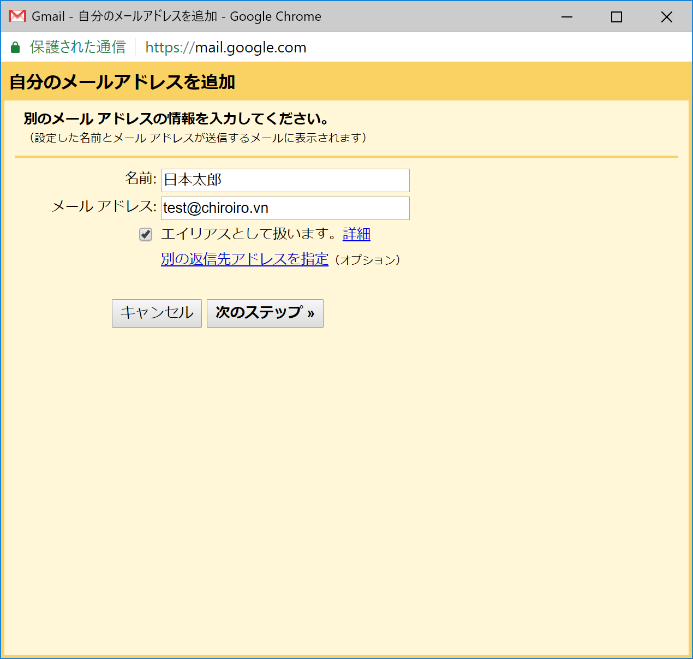 Gmail - 自分のメールアドレスを追加 - Google Chrome
保護された通信 https://mail.google.com
自分のメールアドレスを追加
別のメール アドレスの情報を入力してください。
（設定した名前とメール アドレスが送信するメールに表示されます）
名前: 日本太郎
メール アドレス: test@chiroiro.vn
エイリアスとして扱います。詳細
別の返信先アドレスを指定（オプション）
キャンセル 次のステップ »